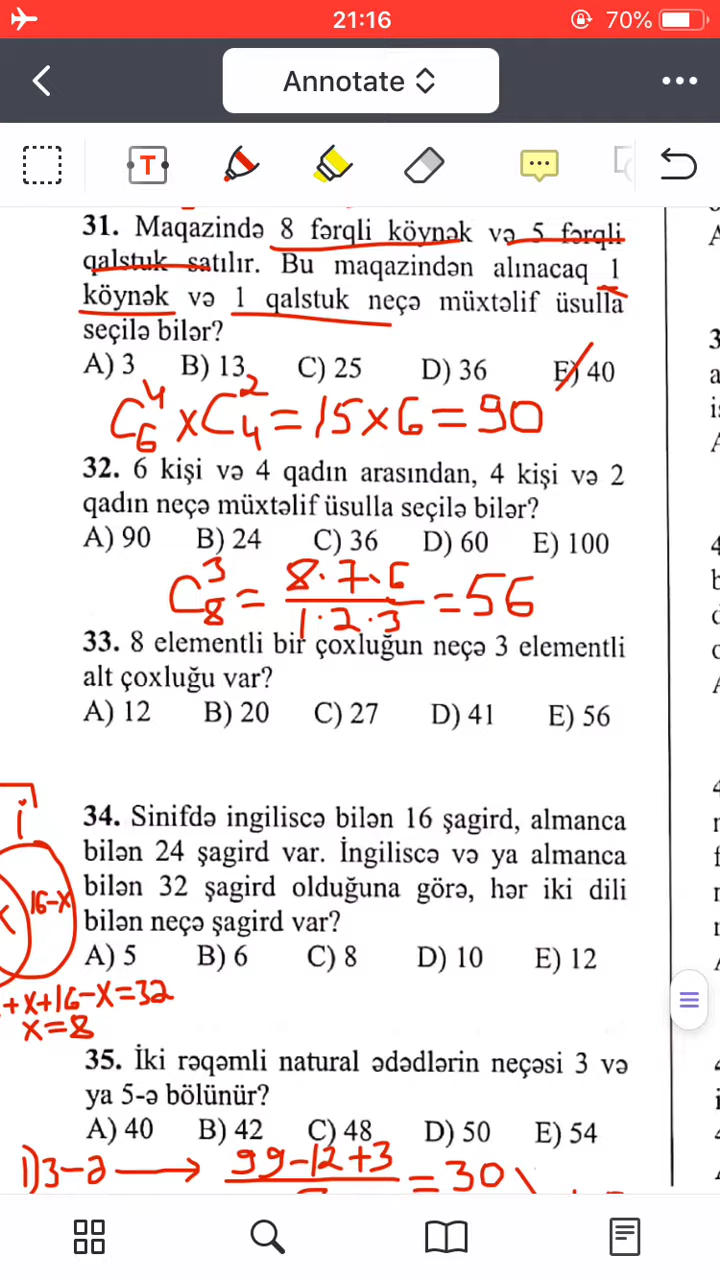 21:16
70%
Annotate
T
31. Maqazində 8 fərqli köynək və 5 fərqli
qalstuk satılır. Bu maqazindən alınacaq 1
köynək və 1 qalstuk neçə müxtəlif üsulla
seçilə bilər?
A) 3 B) 13 C) 25 D) 36 E) 40
C₆⁴ × C₄² = 15 × 6 = 90
32. 6 kişi və 4 qadın arasından, 4 kişi və 2
qadın neçə müxtəlif üsulla seçilə bilər?
A) 90 B) 24 C) 36 D) 60 E) 100
C₈³ = 8·7·6 / 1·2·3 = 56
33. 8 elementli bir çoxluğun neçə 3 elementli
alt çoxluğu var?
A) 12 B) 20 C) 27 D) 41 E) 56
34. Sinifdə ingiliscə bilən 16 şagird, almanca
bilən 24 şagird var. İngiliscə və ya almanca
bilən 32 şagird olduğuna görə, hər iki dili
bilən neçə şagird var?
A) 5 B) 6 C) 8 D) 10 E) 12
i
16-x
+x+16-x=32
x=8
35. İki rəqəmli natural ədədlərin neçəsi 3 və
ya 5-ə bölünür?
A) 40 B) 42 C) 48 D) 50 E) 54
1) 3-ə → 99-12+3 = 30